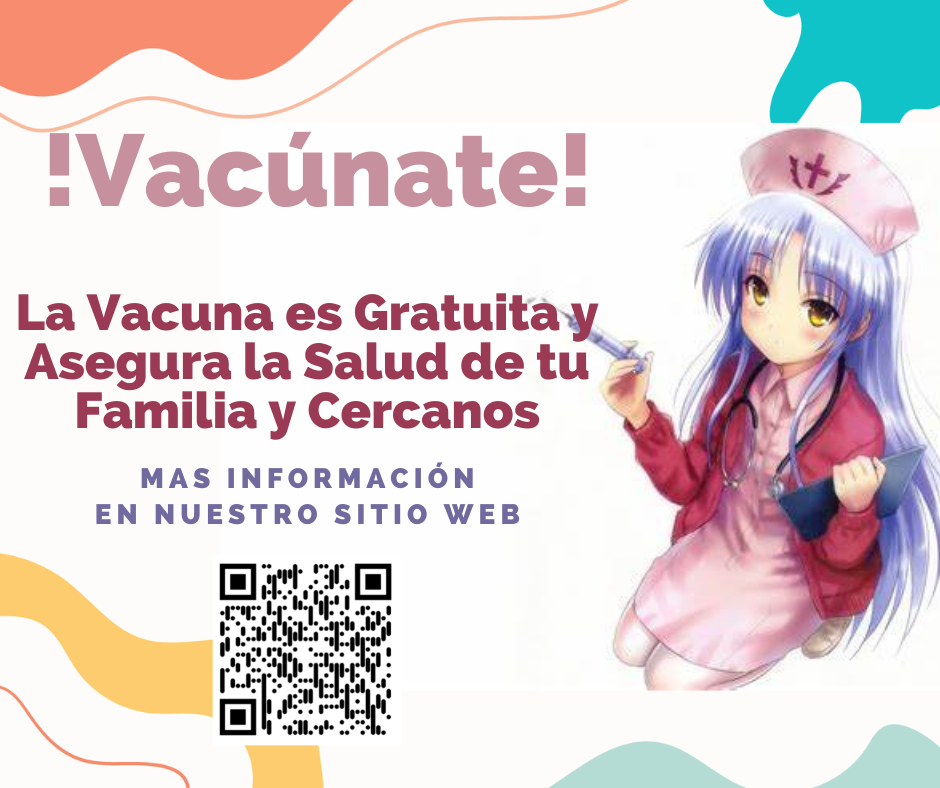 !Vacúnate!
La Vacuna es Gratuita y
Asegura la Salud de tu
Familia y Cercanos
MAS INFORMACIÓN
EN NUESTRO SITIO WEB